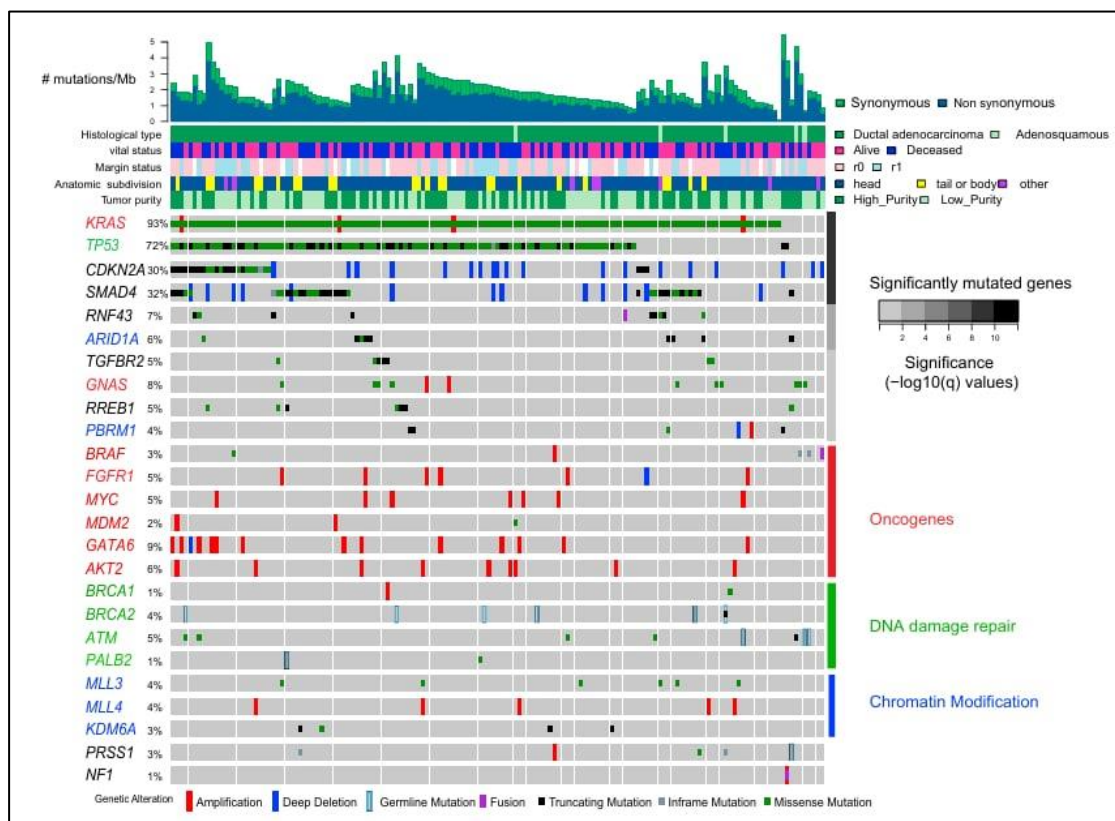 5
4
3
2
1
0
# mutations/Mb
Synonymous Non synonymous
Histological type
Ductal adenocarcinoma Adenosquamous
vital status
Alive Deceased
Margin status
r0 r1
Anatomic subdivision
head tail or body other
Tumor purity
High_Purity Low_Purity
KRAS 93%
TP53 72%
CDKN2A 30%
SMAD4 32%
RNF43 7%
ARID1A 6%
TGFBR2 5%
GNAS 8%
RREB1 5%
PBRM1 4%
BRAF 3%
FGFR1 5%
MYC 5%
MDM2 2%
GATA6 9%
AKT2 6%
BRCA1 1%
BRCA2 4%
ATM 5%
PALB2 1%
MLL3 4%
MLL4 4%
KDM6A 3%
PRSS1 3%
NF1 1%
Significantly mutated genes
2 4 6 8 10
Significance
(−log10(q) values)
Oncogenes
DNA damage repair
Chromatin Modification
Genetic Alteration Amplification Deep Deletion Germline Mutation Fusion Truncating Mutation Inframe Mutation Missense Mutation